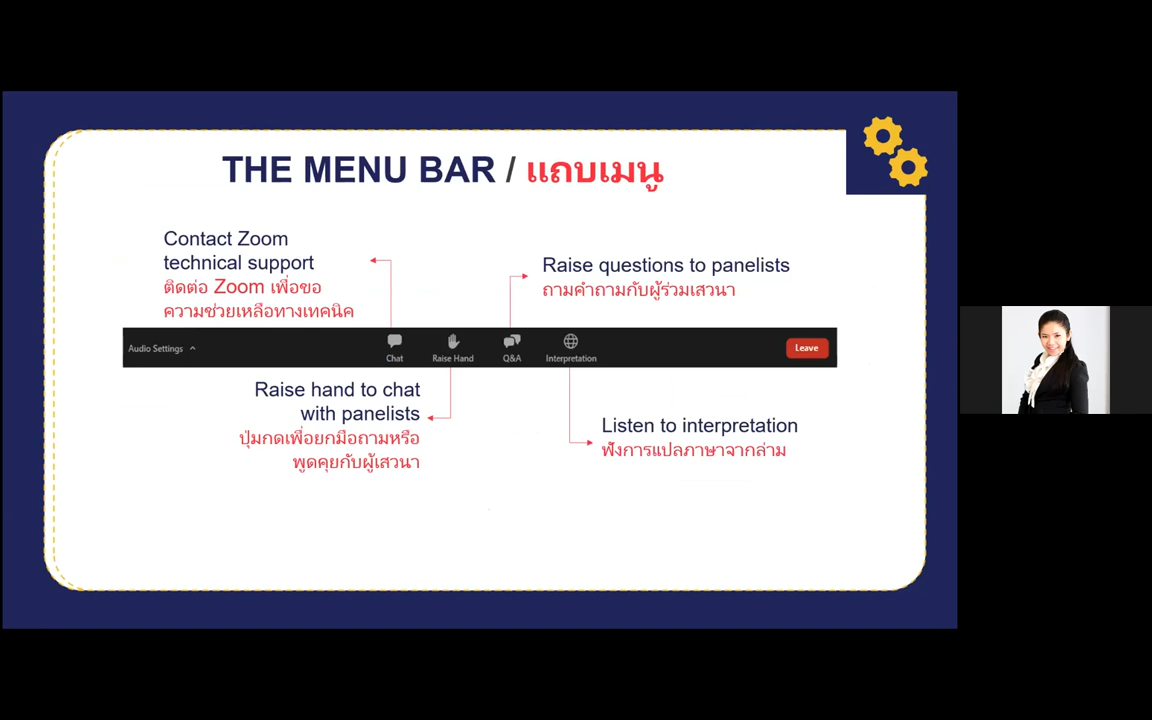 THE MENU BAR / แถบเมนู
Contact Zoom
technical support
ติดต่อ Zoom เพื่อขอ
ความช่วยเหลือทางเทคนิค
Raise questions to panelists
ถามคำถามกับผู้ร่วมเสวนา
Audio Settings
Chat
Raise Hand
Q&A
Interpretation
Leave
Raise hand to chat
with panelists
ปุ่มกดเพื่อยกมือถามหรือ
พูดคุยกับผู้เสวนา
Listen to interpretation
ฟังการแปลภาษาจากล่าม